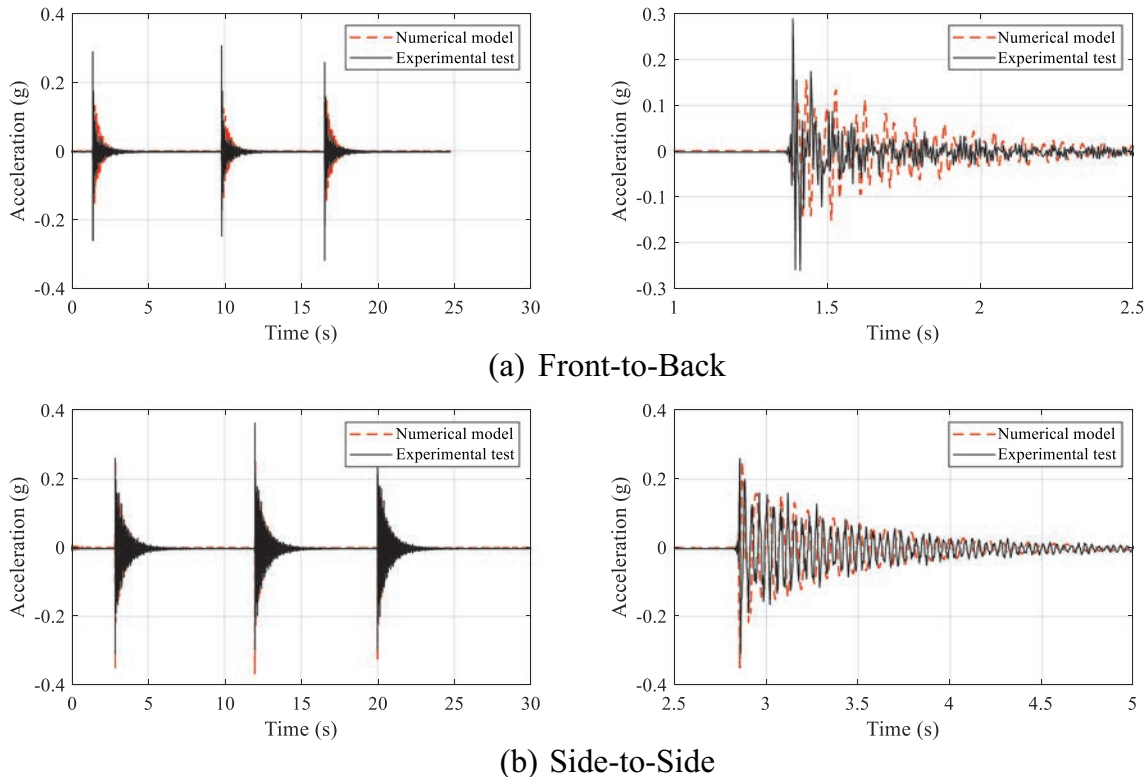 0.4
0.2
0
-0.2
-0.4
Acceleration (g)
Numerical model
Experimental test
0 5 10 15 20 25 30
Time (s)
0.3
0.2
0.1
0
-0.1
-0.2
-0.3
Acceleration (g)
Numerical model
Experimental test
1 1.5 2 2.5
Time (s)
(a) Front-to-Back
0.4
0.2
0
-0.2
-0.4
Acceleration (g)
Numerical model
Experimental test
0 5 10 15 20 25 30
Time (s)
0.4
0.2
0
-0.2
-0.4
Acceleration (g)
Numerical model
Experimental test
2.5 3 3.5 4 4.5 5
Time (s)
(b) Side-to-Side